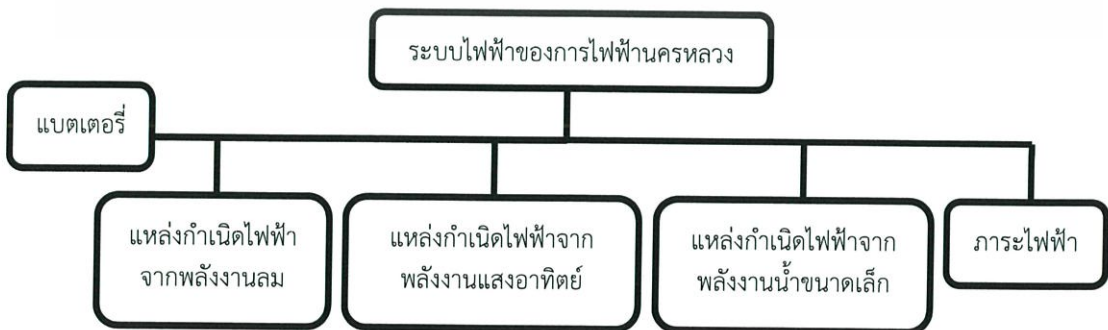 ระบบไฟฟ้าของการไฟฟ้านครหลวง
แบตเตอรี่
แหล่งกำเนิดไฟฟ้า
จากพลังงานลม
แหล่งกำเนิดไฟฟ้าจาก
พลังงานแสงอาทิตย์
แหล่งกำเนิดไฟฟ้าจาก
พลังงานน้ำขนาดเล็ก
ภาระไฟฟ้า